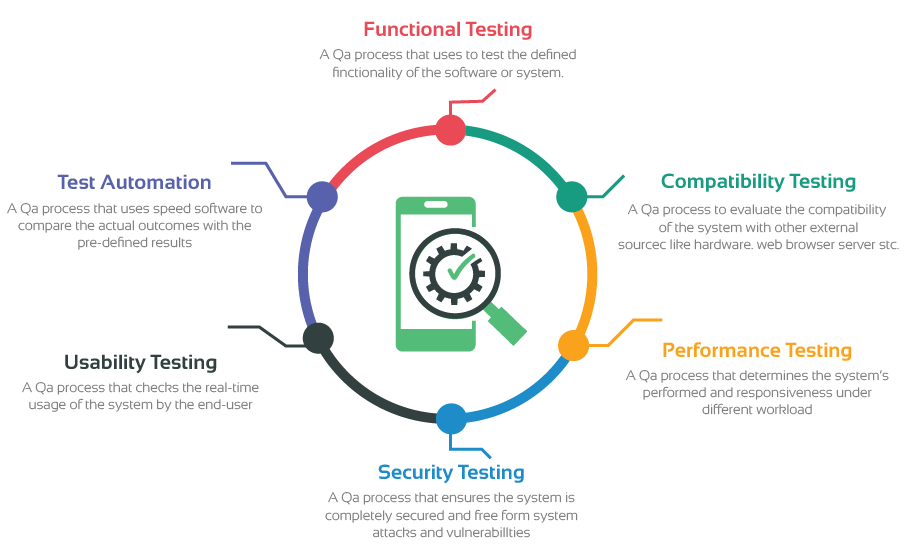 Functional Testing
A Qa process that uses to test the defined
finctionality of the software or system.
Compatibility Testing
A Qa process to evaluate the compatibility
of the system with other external
sourcec like hardware. web browser server stc.
Performance Testing
A Qa process that determines the system's
performed and responsiveness under
different workload
Security Testing
A Qa process that ensures the system is
completely secured and free form system
attacks and vulnerabillties
Usability Testing
A Qa process that checks the real-time
usage of the system by the end-user
Test Automation
A Qa process that uses speed software to
compare the actual outcomes with the
pre-defined results